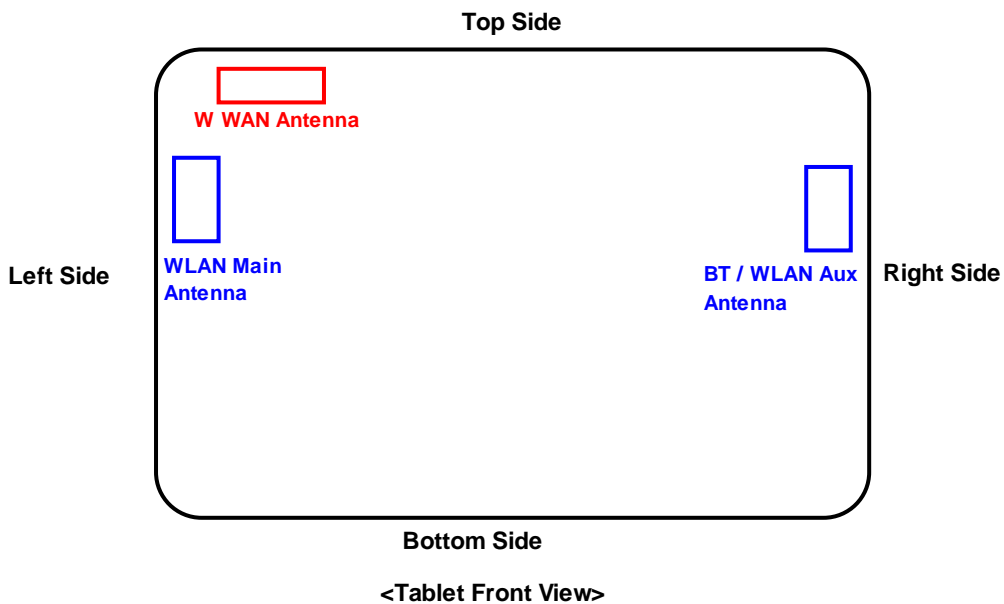 Top Side
W WAN Antenna
Left Side
WLAN Main
Antenna
BT / WLAN Aux
Antenna
Right Side
Bottom Side
<Tablet Front View>